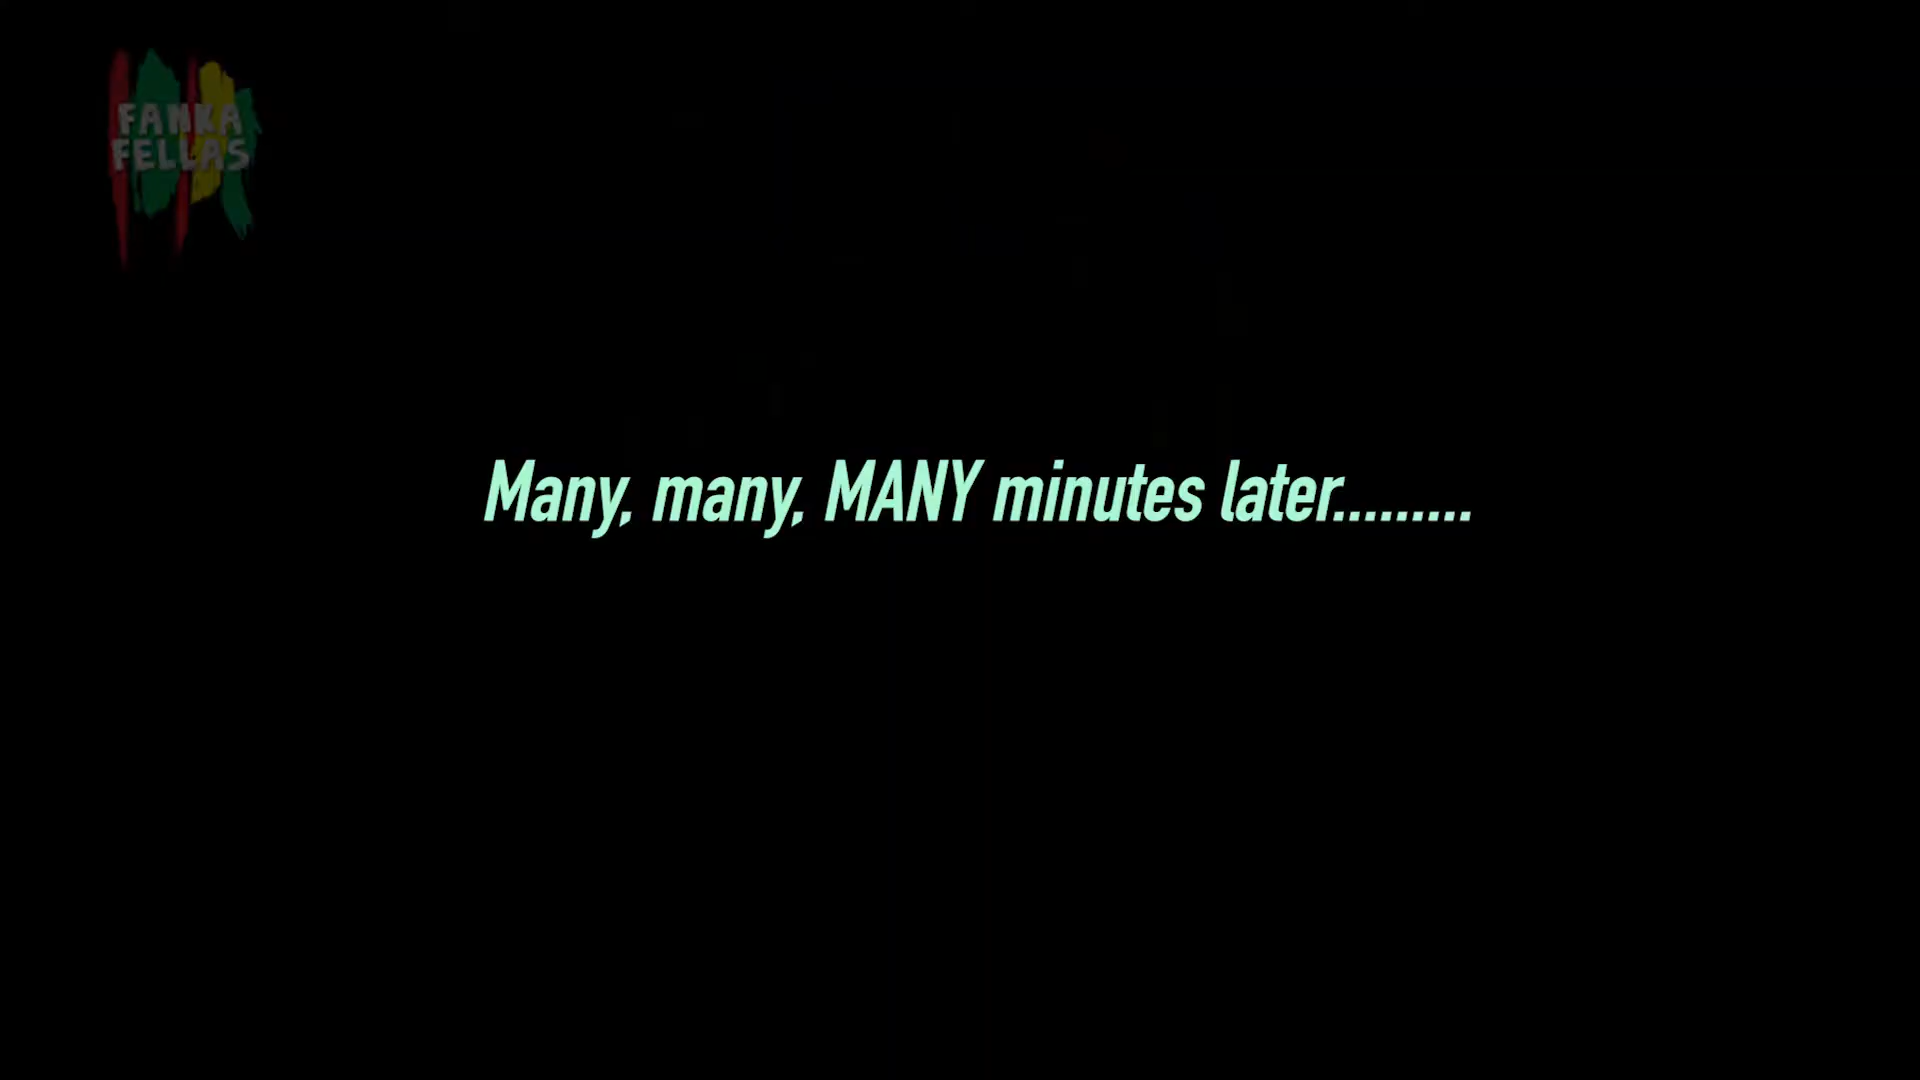 FANKA
FELLAS
Many, many, MANY minutes later.........